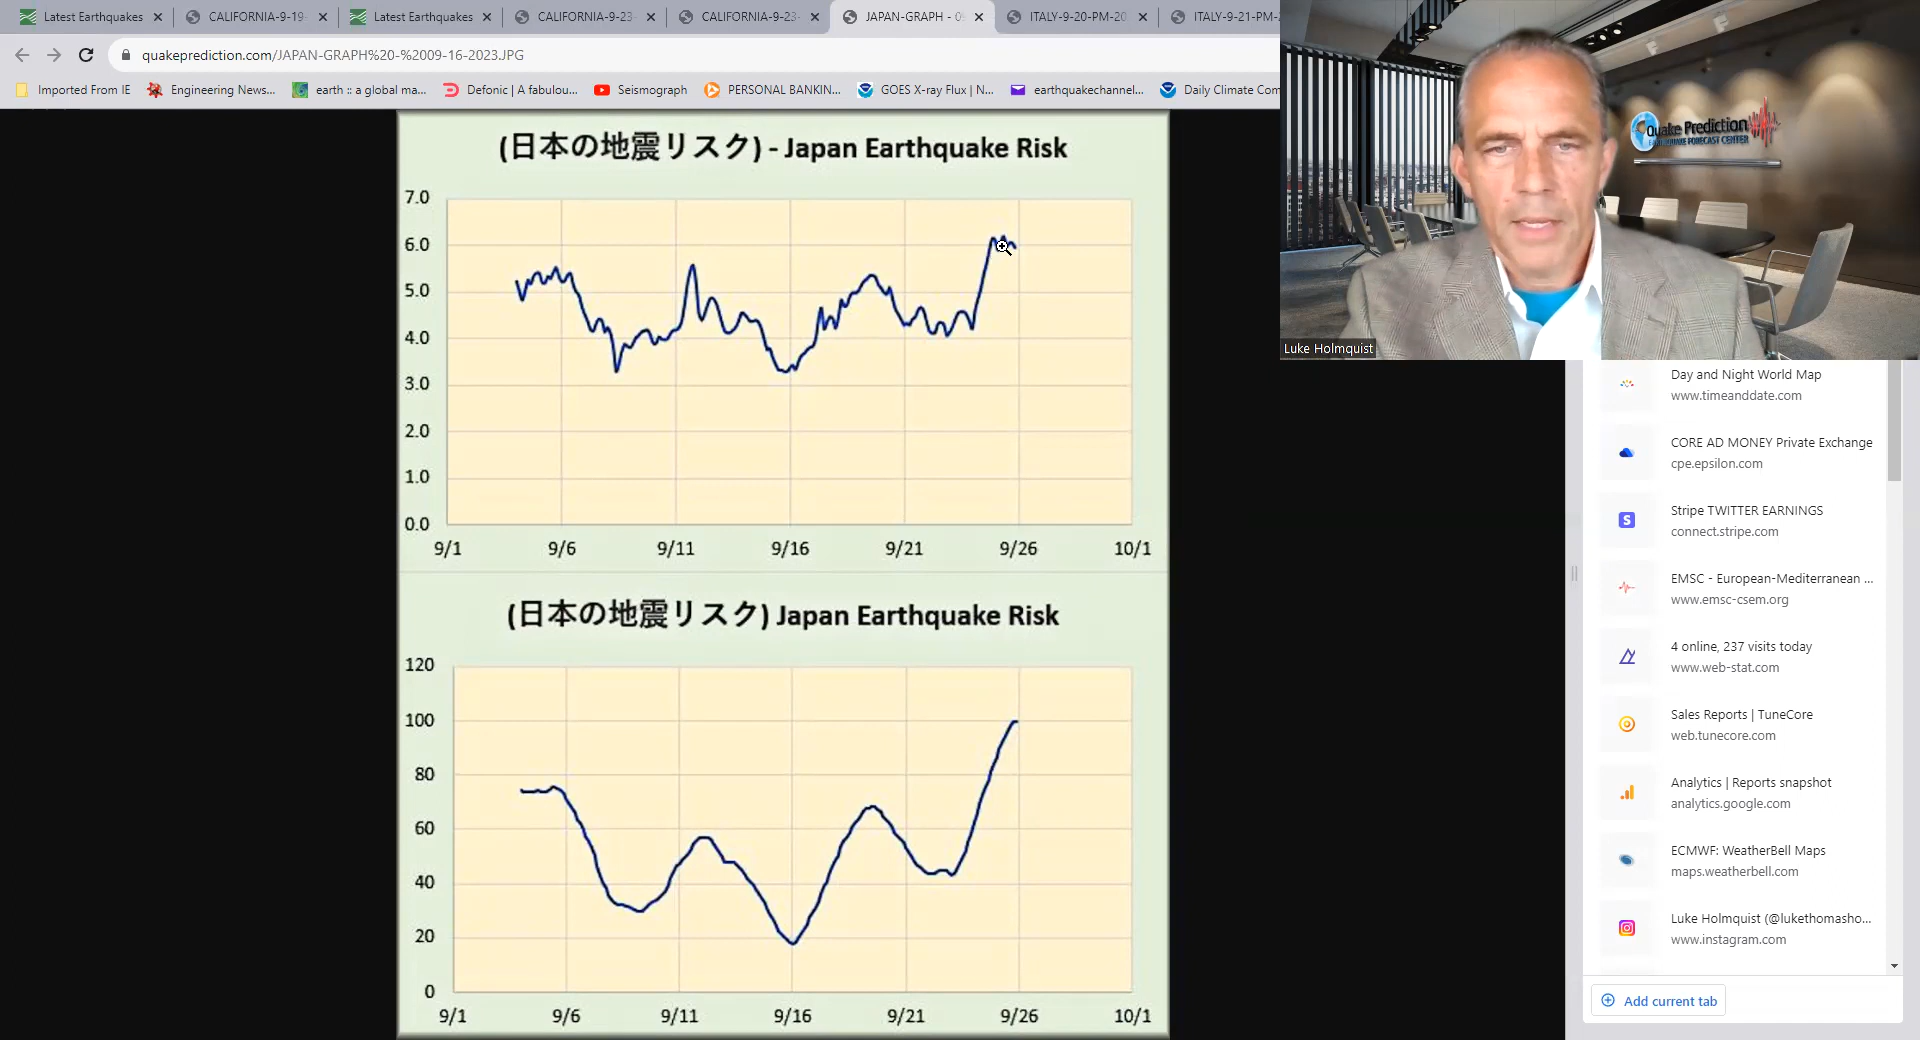 Latest Earthquakes
CALIFORNIA-9-19-
Latest Earthquakes
CALIFORNIA-9-23-
CALIFORNIA-9-23-
JAPAN-GRAPH -
ITALY-9-20-PM-20
ITALY-9-21-PM-
quakeprediction.com/JAPAN-GRAPH%20-%2009-16-2023.JPG
Imported From IE
Engineering News...
earth :: a global ma...
Defonic | A fabulou...
Seismograph
PERSONAL BANKIN...
GOES X-ray Flux | N...
earthquakechannel...
Daily Climate Com
Quake Prediction
EARTHQUAKE FORECAST CENTER
Luke Holmquist
(日本の地震リスク) - Japan Earthquake Risk
7.0
6.0
5.0
4.0
3.0
2.0
1.0
0.0
9/1 9/6 9/11 9/16 9/21 9/26 10/1
(日本の地震リスク) Japan Earthquake Risk
120
100
80
60
40
20
0
9/1 9/6 9/11 9/16 9/21 9/26 10/1
Day and Night World Map
www.timeanddate.com
CORE AD MONEY Private Exchange
cpe.epsilon.com
Stripe TWITTER EARNINGS
connect.stripe.com
EMSC - European-Mediterranean ...
www.emsc-csem.org
4 online, 237 visits today
www.web-stat.com
Sales Reports | TuneCore
web.tunecore.com
Analytics | Reports snapshot
analytics.google.com
ECMWF: WeatherBell Maps
maps.weatherbell.com
Luke Holmquist (@lukethomasho...
www.instagram.com
Add current tab